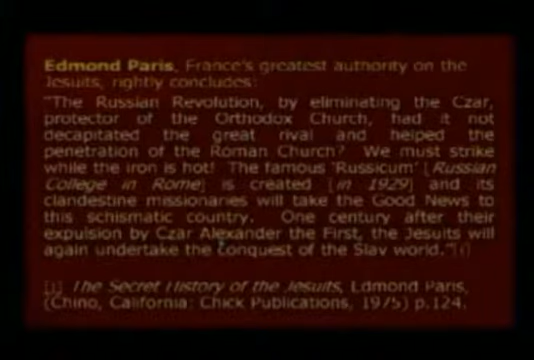 Edmond Paris, France's greatest authority on the
Jesuits, rightly concludes:
"The Russian Revolution, by eliminating the Czar,
protector of the Orthodox Church, had it not
decapitated the great rival and helped the
penetration of the Roman Church? We must strike
while the iron is hot! The famous 'Russicum' [Russian
College in Rome] is created [in 1929] and its
clandestine missionaries will take the Good News to
this schismatic country. One century after their
expulsion by Czar Alexander the First, the Jesuits will
again undertake the conquest of the Slav world."[i]
[i] The Secret History of the Jesuits, Edmond Paris,
(Chino, California: Chick Publications, 1975) p.124.